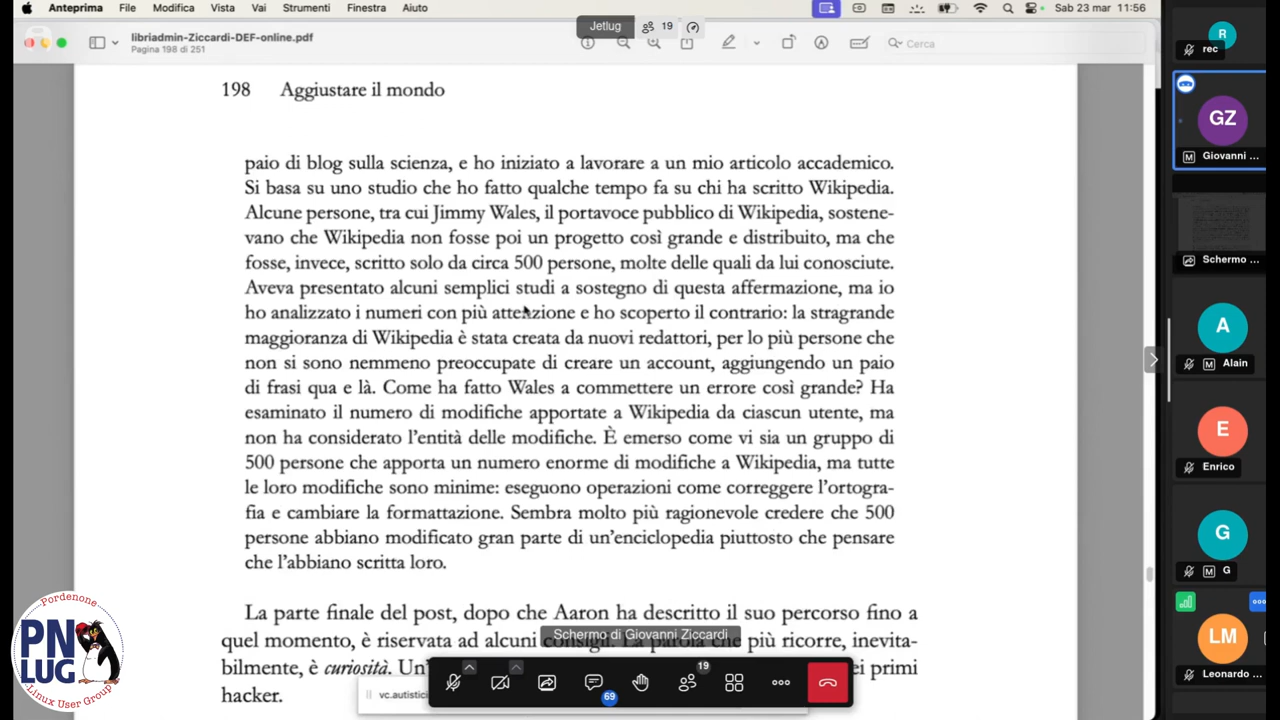 Anteprima File Modifica Vista Vai Strumenti Finestra Aiuto
Sab 23 mar 11:56
Jetlug 19
libriadmin-Ziccardi-DEF-online.pdf
Pagina 198 di 251
Cerca
198 Aggiustare il mondo
paio di blog sulla scienza, e ho iniziato a lavorare a un mio articolo accademico.
Si basa su uno studio che ho fatto qualche tempo fa su chi ha scritto Wikipedia.
Alcune persone, tra cui Jimmy Wales, il portavoce pubblico di Wikipedia, sostene-
vano che Wikipedia non fosse poi un progetto così grande e distribuito, ma che
fosse, invece, scritto solo da circa 500 persone, molte delle quali da lui conosciute.
Aveva presentato alcuni semplici studi a sostegno di questa affermazione, ma io
ho analizzato i numeri con più attenzione e ho scoperto il contrario: la stragrande
maggioranza di Wikipedia è stata creata da nuovi redattori, per lo più persone che
non si sono nemmeno preoccupate di creare un account, aggiungendo un paio
di frasi qua e là. Come ha fatto Wales a commettere un errore così grande? Ha
esaminato il numero di modifiche apportate a Wikipedia da ciascun utente, ma
non ha considerato l'entità delle modifiche. È emerso come vi sia un gruppo di
500 persone che apporta un numero enorme di modifiche a Wikipedia, ma tutte
le loro modifiche sono minime: eseguono operazioni come correggere l'ortogra-
fia e cambiare la formattazione. Sembra molto più ragionevole credere che 500
persone abbiano modificato gran parte di un'enciclopedia piuttosto che pensare
che l'abbiano scritta loro.
La parte finale del post, dopo che Aaron ha descritto il suo percorso fino a
quel momento, è riservata ad alcuni consigli. La parola che più ricorre, inevita-
bilmente, è curiosità. Un' ei primi
hacker.
Schermo di Giovanni Ziccardi
vc.autistici
19
69
R
rec
GZ
Giovanni ...
Schermo ...
A
Alain
E
Enrico
G
G
LM
Leonardo ...
Pordenone
PN
LUG
Linux User Group